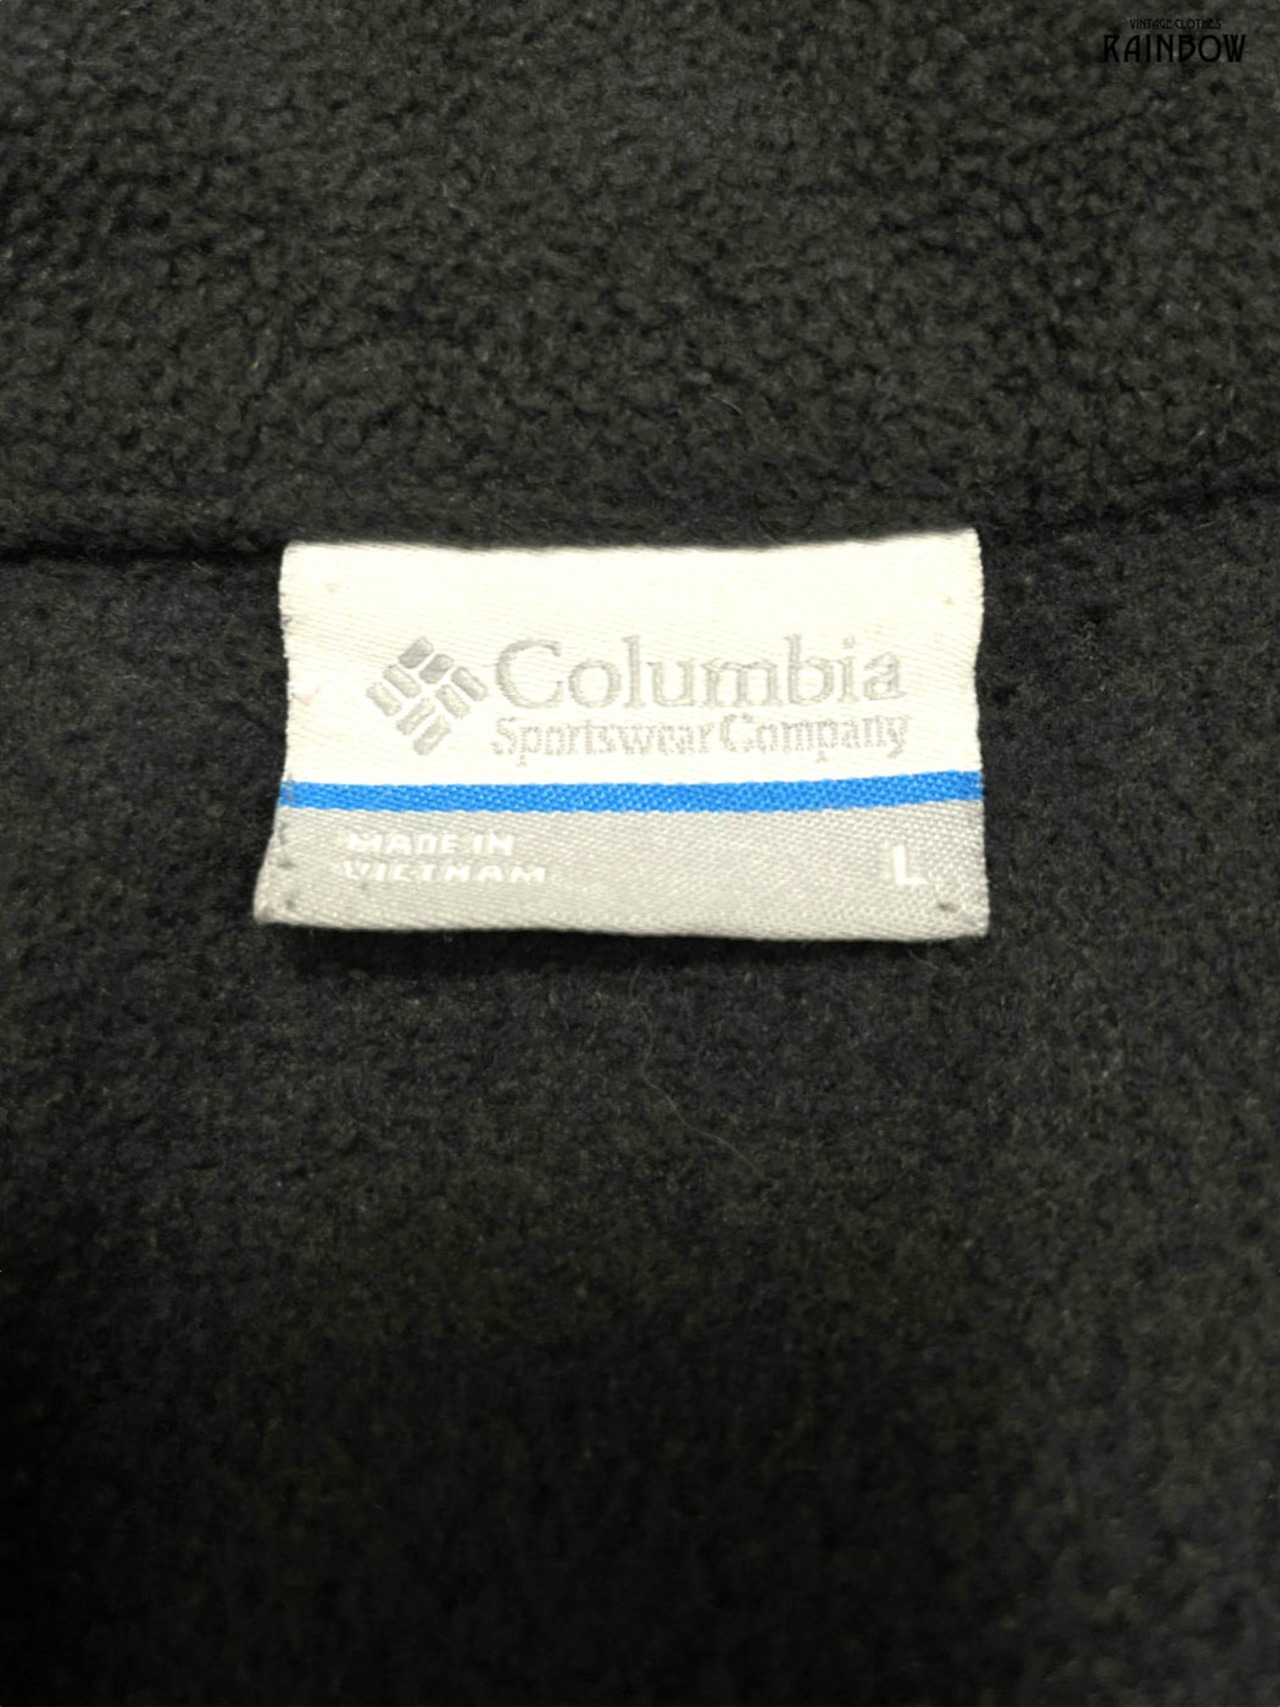 VINTAGE CLOTHES
RAINBOW
Columbia
Sportswear Company
MADE IN
VIETNAM
L